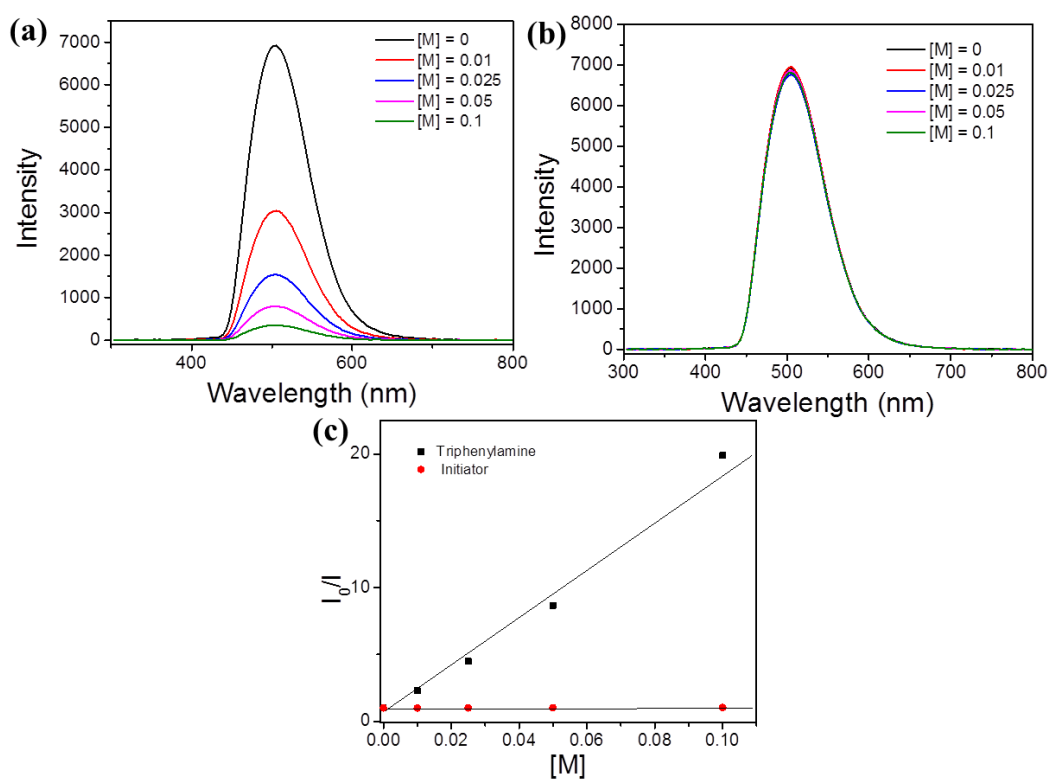 (a)
7000
6000
5000
4000
3000
2000
1000
0
Intensity
400
600
800
Wavelength (nm)
[M] = 0
[M] = 0.01
[M] = 0.025
[M] = 0.05
[M] = 0.1
(b)
8000
7000
6000
5000
4000
3000
2000
1000
0
Intensity
300
400
500
600
700
800
Wavelength (nm)
[M] = 0
[M] = 0.01
[M] = 0.025
[M] = 0.05
[M] = 0.1
(c)
20
10
0
I₀/I
Triphenylamine
Initiator
0.00
0.02
0.04
0.06
0.08
0.10
[M]